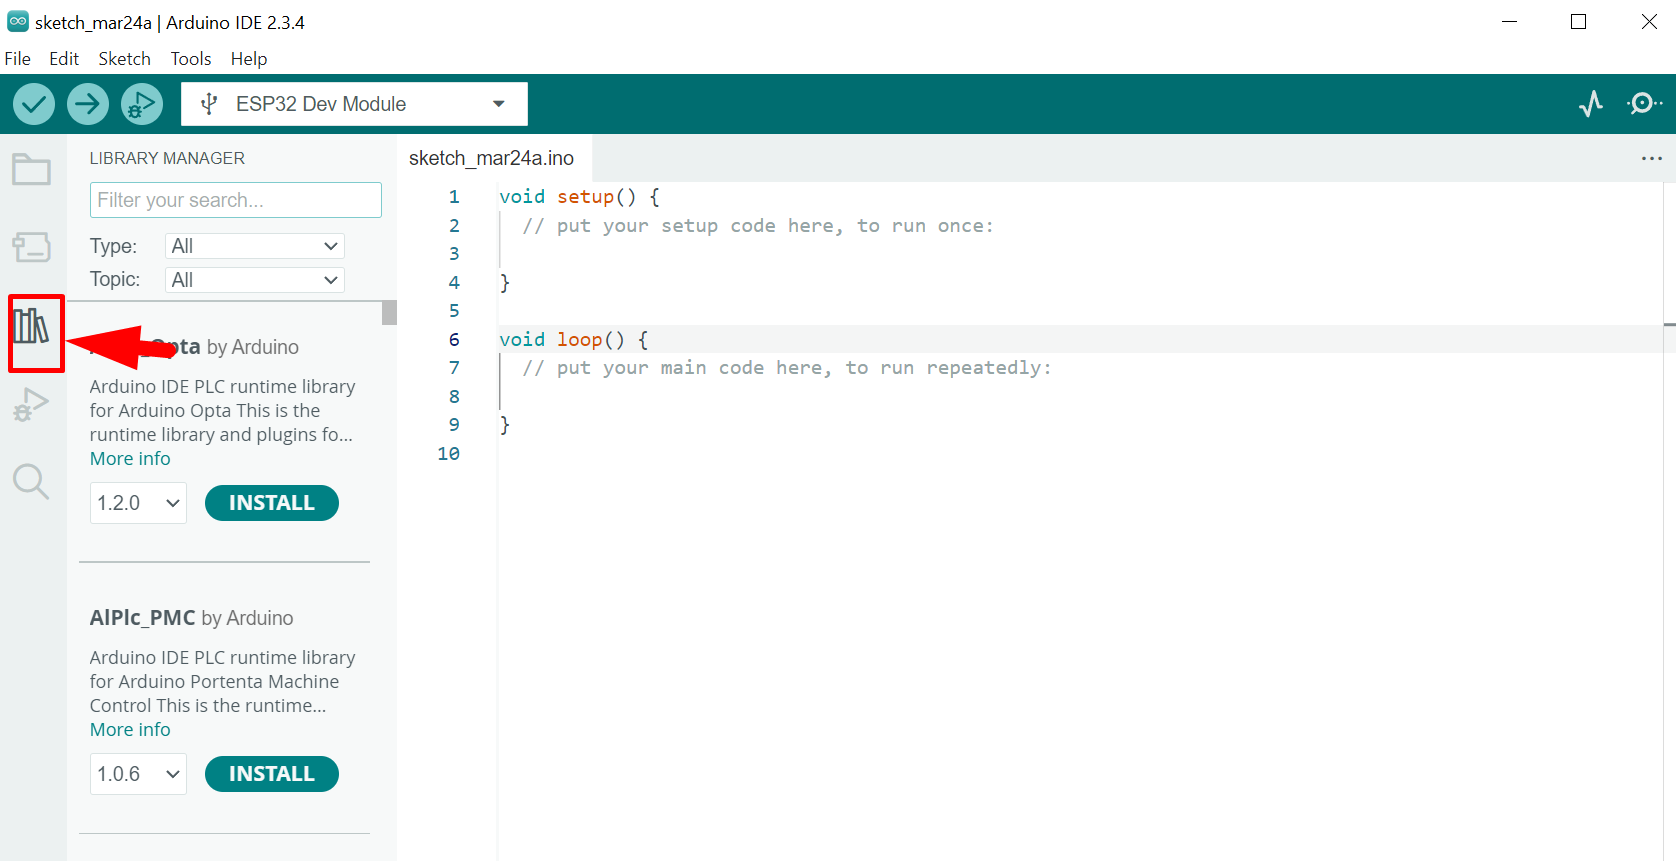 sketch_mar24a | Arduino IDE 2.3.4
File Edit Sketch Tools Help
ESP32 Dev Module
LIBRARY MANAGER
Filter your search...
Type: All
Topic: All
by Arduino
Arduino IDE PLC runtime library
for Arduino Opta This is the
runtime library and plugins fo...
More info
1.2.0 INSTALL
AlPlc_PMC by Arduino
Arduino IDE PLC runtime library
for Arduino Portenta Machine
Control This is the runtime...
More info
1.0.6 INSTALL
sketch_mar24a.ino
1 void setup() {
2 // put your setup code here, to run once:
3
4 }
5
6 void loop() {
7 // put your main code here, to run repeatedly:
8
9 }
10